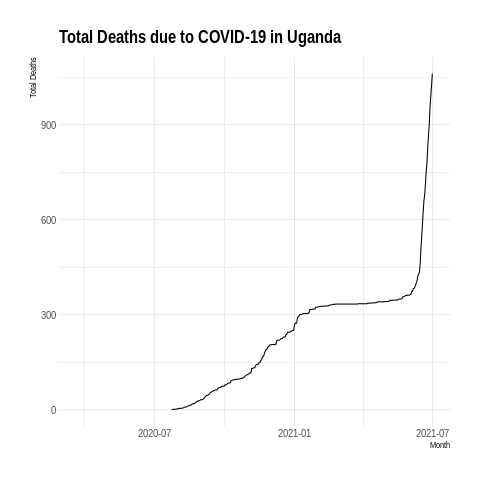 Total Deaths due to COVID-19 in Uganda
Total Deaths
900
600
300
0
2020-07
2021-01
2021-07
Month